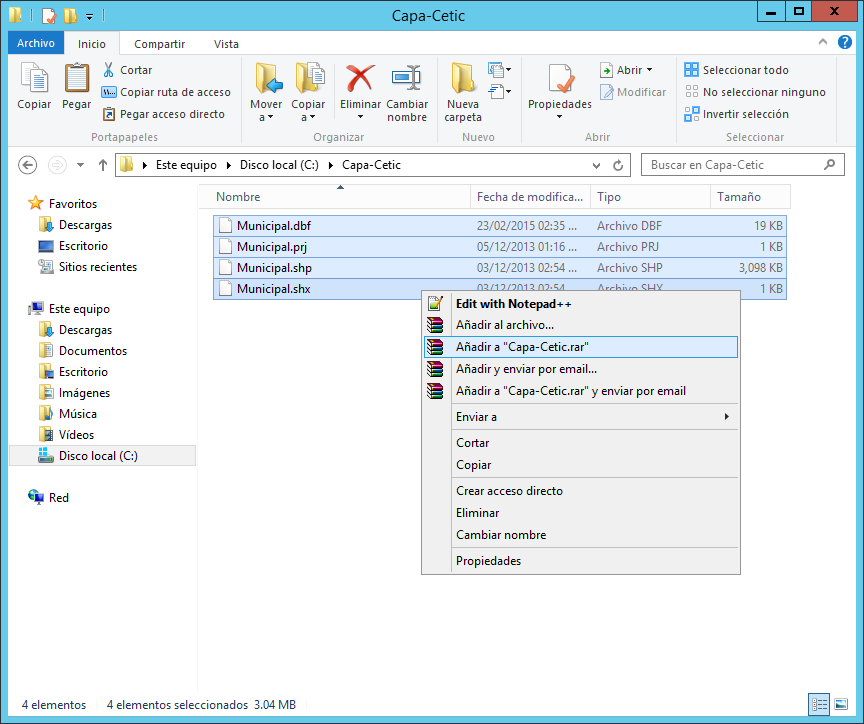 Capa-Cetic
Archivo Inicio Compartir Vista
Copiar
Pegar
Cortar
Copiar ruta de acceso
Pegar acceso directo
Portapapeles
Mover a
Copiar a
Eliminar
Cambiar nombre
Organizar
Nueva carpeta
Nuevo
Propiedades
Abrir
Modificar
Abrir
Seleccionar todo
No seleccionar ninguno
Invertir selección
Seleccionar
Este equipo Disco local (C:) Capa-Cetic
Buscar en Capa-Cetic
Favoritos
Descargas
Escritorio
Sitios recientes
Este equipo
Descargas
Documentos
Escritorio
Imágenes
Música
Vídeos
Disco local (C:)
Red
Nombre Fecha de modifica... Tipo Tamaño
Municipal.dbf 23/02/2015 02:35 ... Archivo DBF 19 KB
Municipal.prj 05/12/2013 01:16 ... Archivo PRJ 1 KB
Municipal.shp 03/12/2013 02:54 ... Archivo SHP 3,098 KB
Municipal.shx 03/12/2013 02:54 ... Archivo SHX 1 KB
Edit with Notepad++
Añadir al archivo...
Añadir a "Capa-Cetic.rar"
Añadir y enviar por email...
Añadir a "Capa-Cetic.rar" y enviar por email
Enviar a
Cortar
Copiar
Crear acceso directo
Eliminar
Cambiar nombre
Propiedades
4 elementos 4 elementos seleccionados 3.04 MB